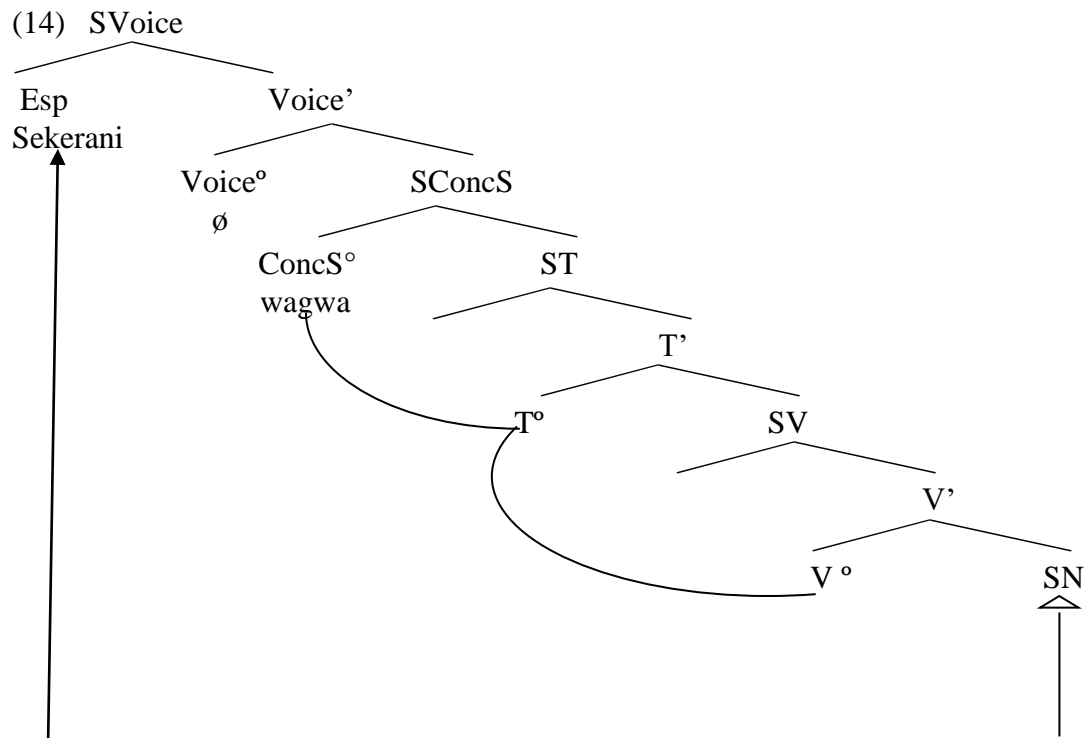 (14) SVoice
Esp Voice’
Sekerani
Voiceº SConcS
ø
ConcS° ST
wagwa
T’
Tº SV
V’
V º SN